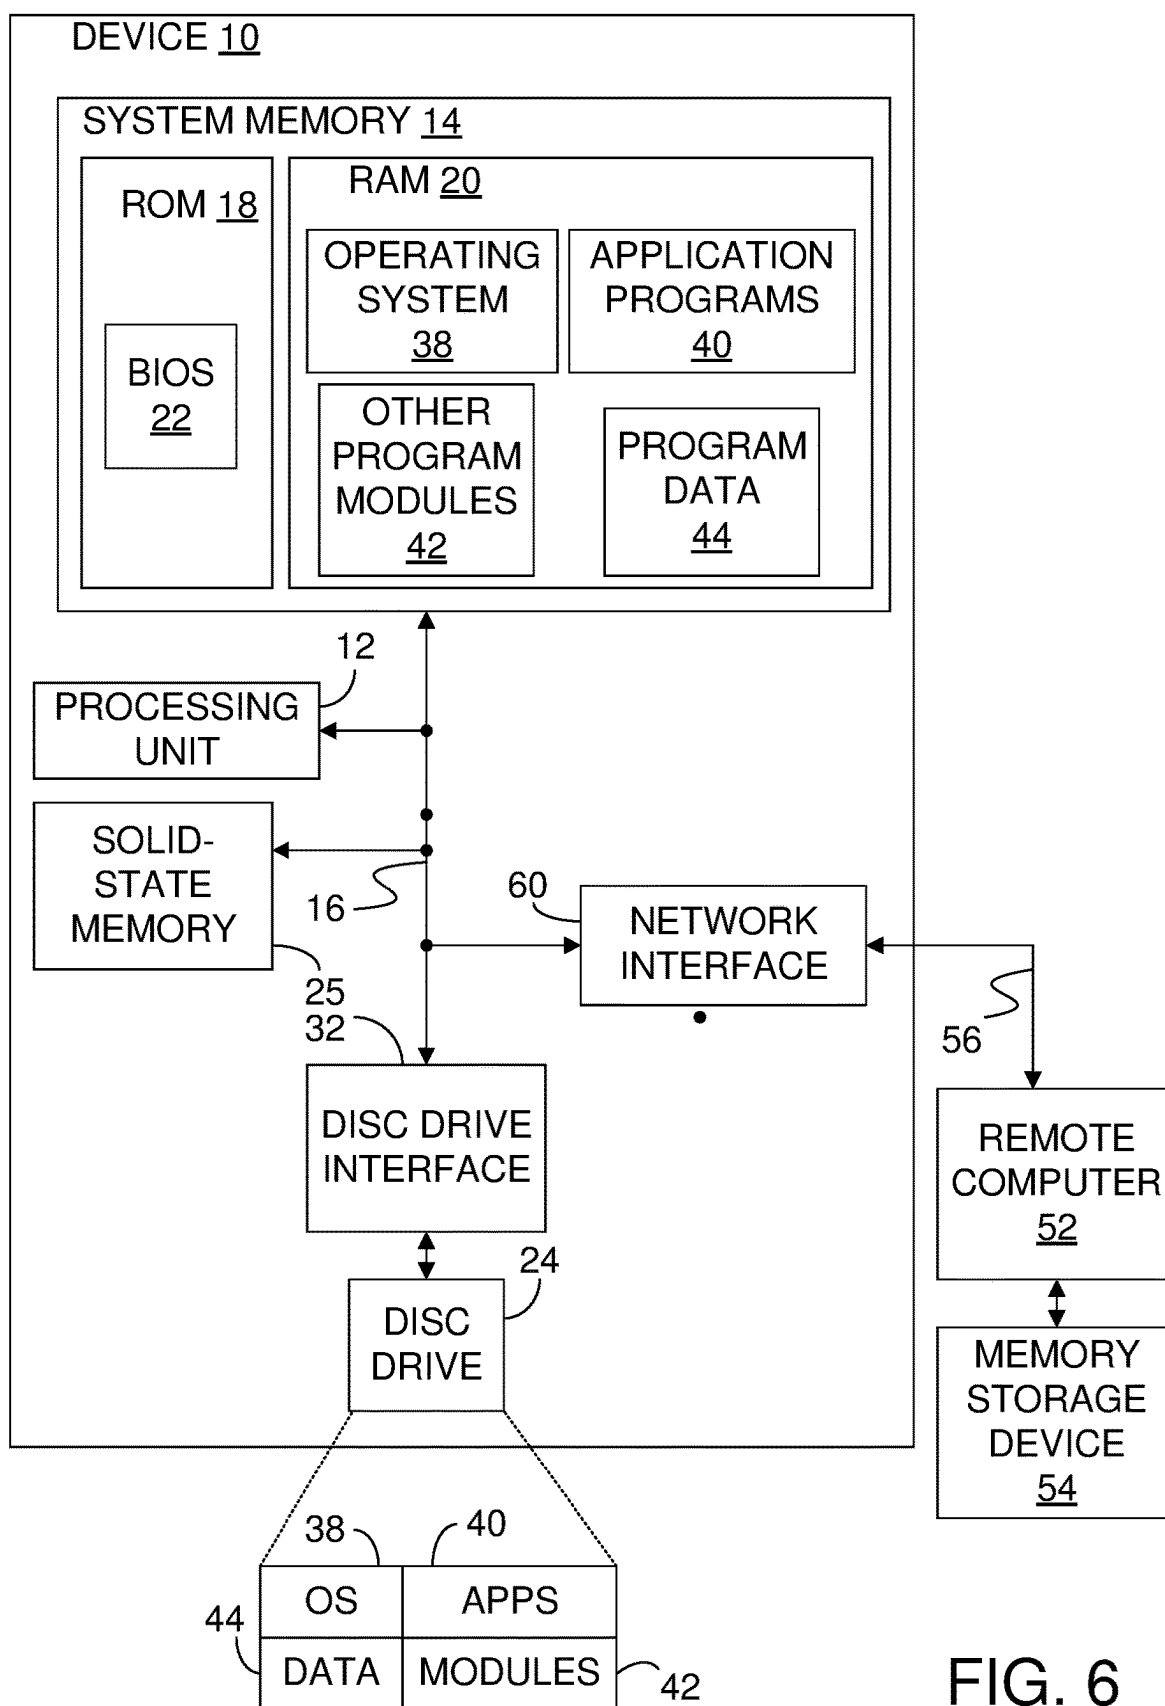 DEVICE 10
SYSTEM MEMORY 14
ROM 18
RAM 20
OPERATING
SYSTEM
38
APPLICATION
PROGRAMS
40
BIOS
22
OTHER
PROGRAM
MODULES
42
PROGRAM
DATA
44
12
PROCESSING
UNIT
SOLID-
STATE
MEMORY
25
16
60
NETWORK
INTERFACE
56
32
DISC DRIVE
INTERFACE
REMOTE
COMPUTER
52
24
DISC
DRIVE
MEMORY
STORAGE
DEVICE
54
38
40
OS
APPS
44
DATA
MODULES
42
FIG. 6